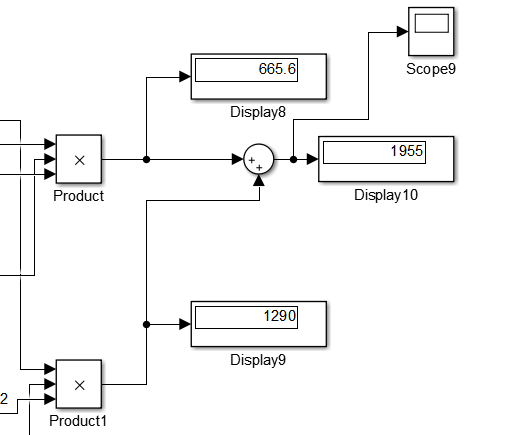 Scope9
665.6
Display8
×
Product
+
+
1955
Display10
1290
Display9
×
2
Product1